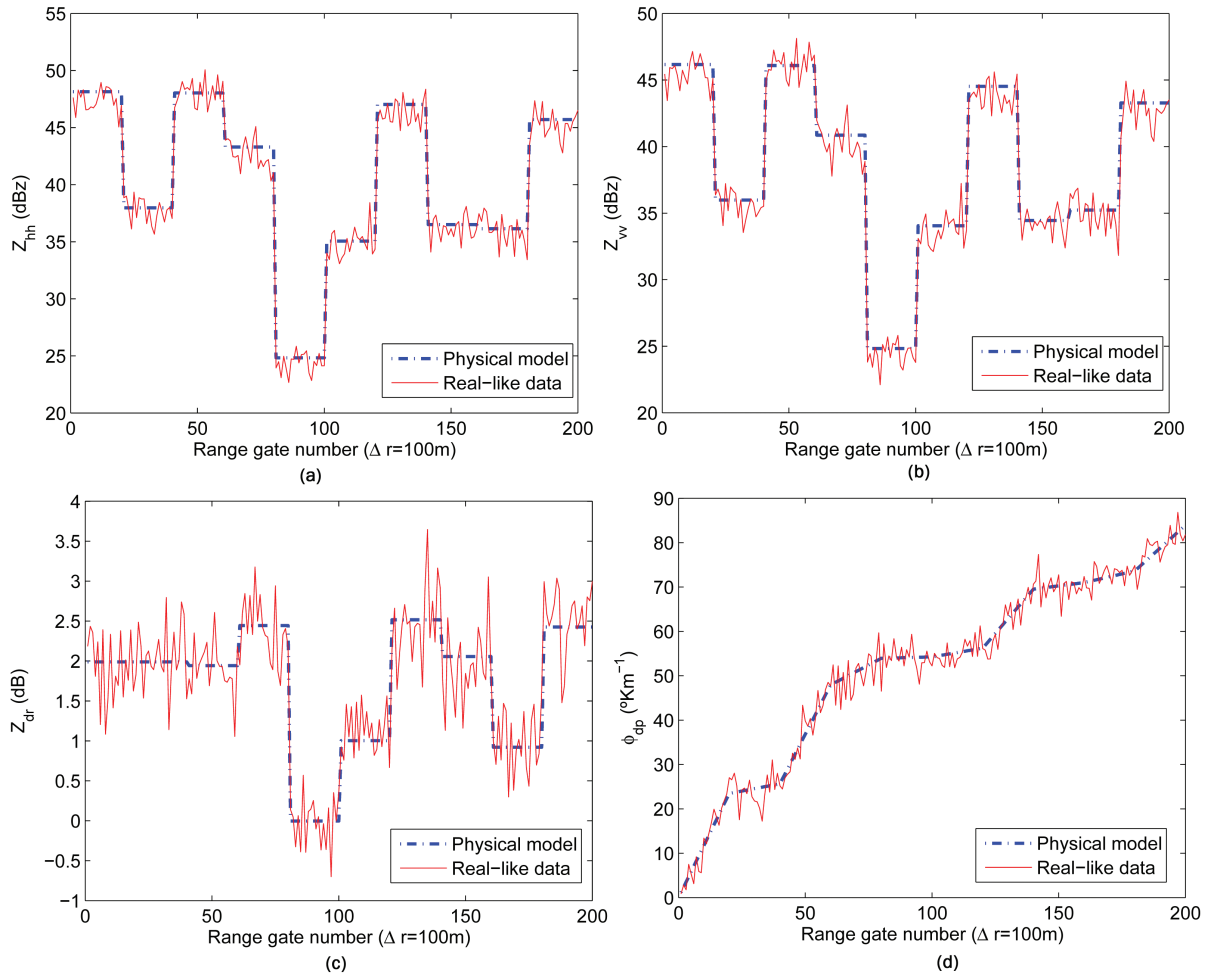 55
50
45
40
35
30
25
20
Z_hh (dBz)
0 50 100 150 200
Range gate number (Δ r=100m)
Physical model
Real−like data
(a)
50
45
40
35
30
25
20
Z_vv (dBz)
0 50 100 150 200
Range gate number (Δ r=100m)
Physical model
Real−like data
(b)
4
3.5
3
2.5
2
1.5
1
0.5
0
−0.5
−1
Z_dr (dB)
0 50 100 150 200
Range gate number (Δ r=100m)
Physical model
Real−like data
(c)
90
80
70
60
50
40
30
20
10
0
ϕ_dp (ºKm⁻¹)
0 50 100 150 200
Range gate number (Δ r=100m)
Physical model
Real−like data
(d)